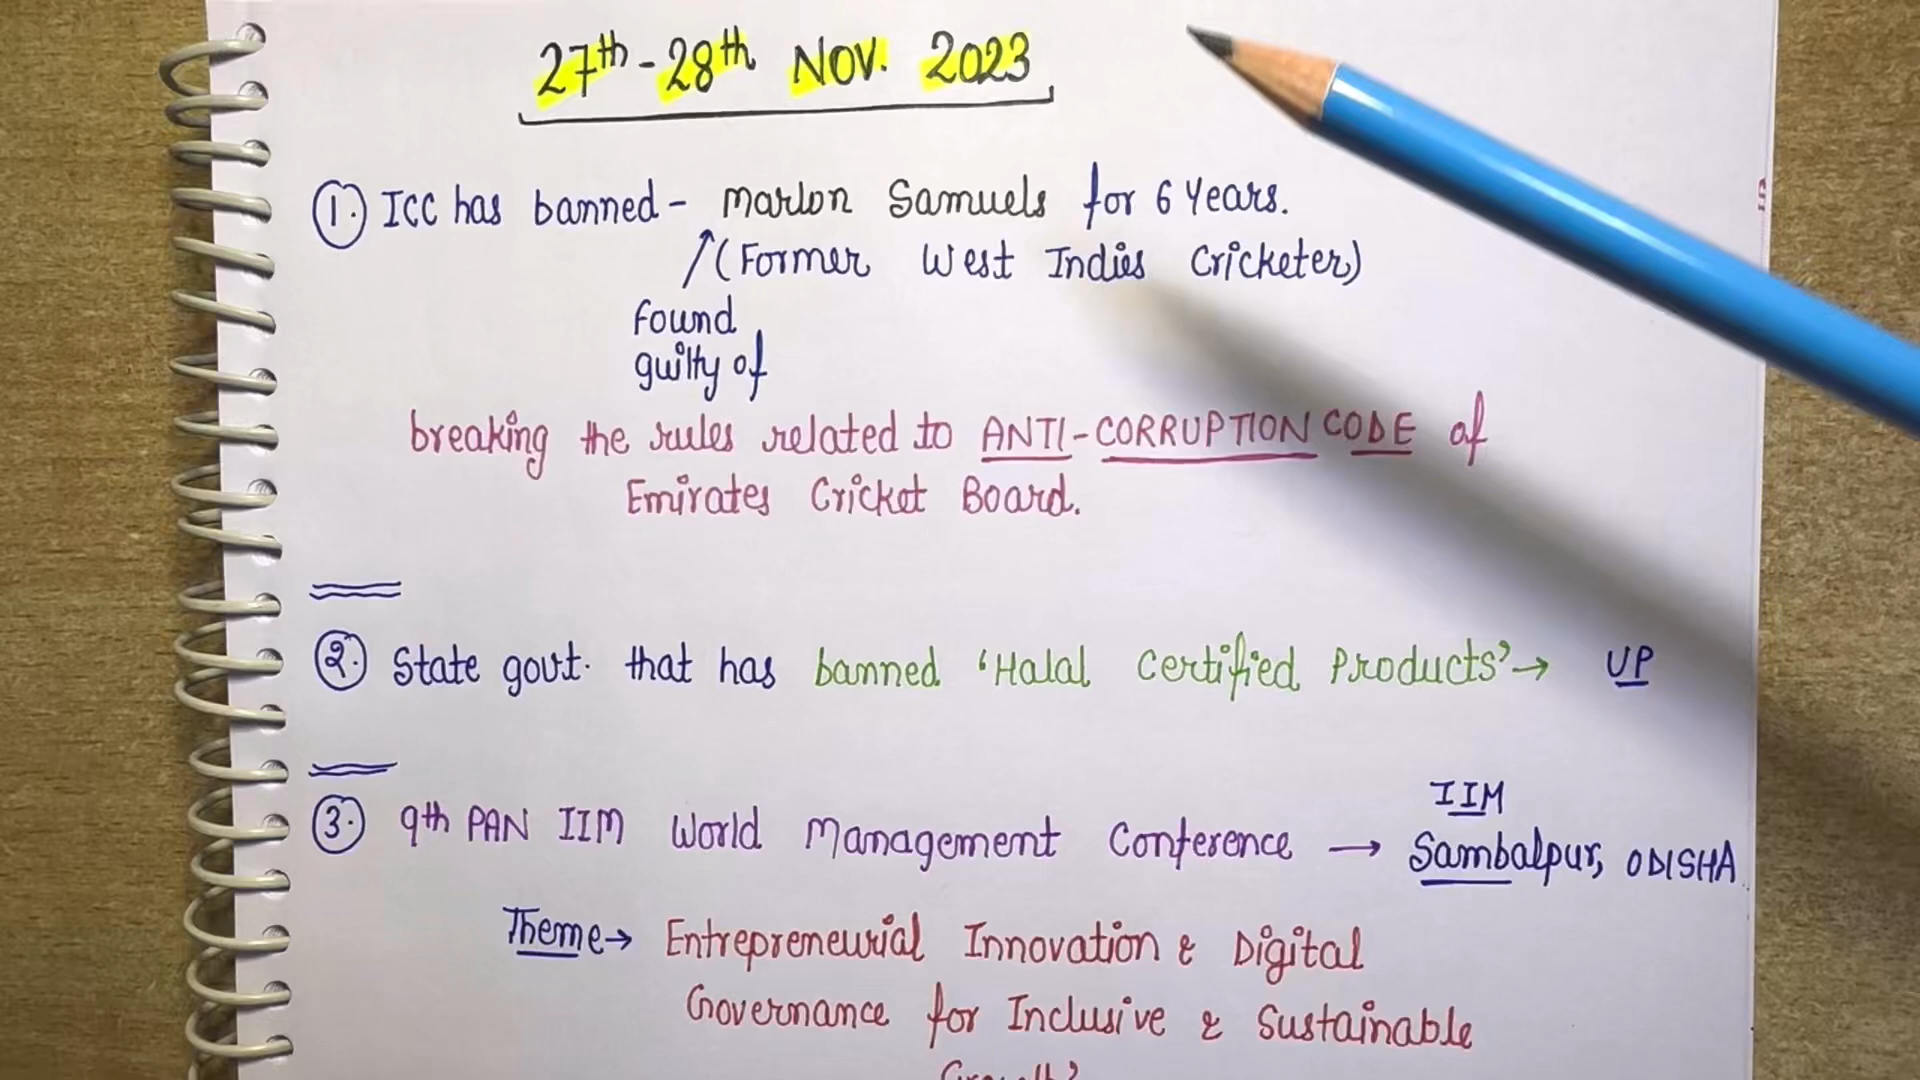 27th - 28th NOV. 2023
1. ICC has banned - Marlon Samuels for 6 Years.
(Former West Indies Cricketer)
Found
guilty of
breaking the rules related to ANTI-CORRUPTION CODE of
Emirates Cricket Board.
2. State govt. that has banned 'Halal Certified Products' → UP
IIM
3. 9th PAN IIM World Management Conference → Sambalpur, ODISHA
Theme → Entrepreneurial Innovation & Digital
Governance for Inclusive & Sustainable